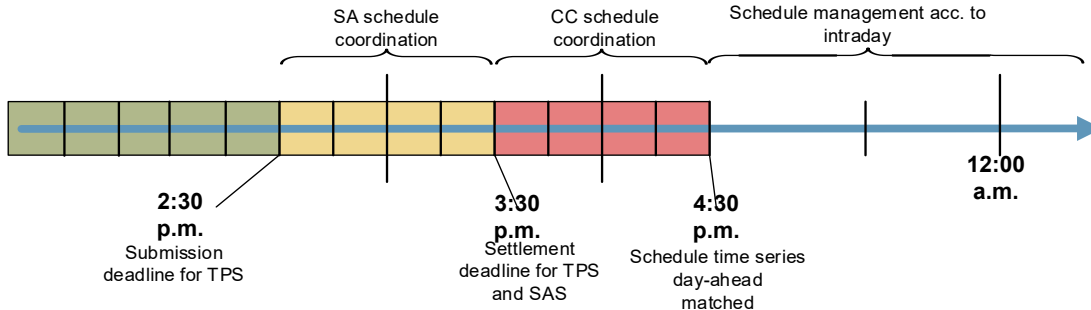 SA schedule
coordination
CC schedule
coordination
Schedule management acc. to
intraday
2:30
p.m.
Submission
deadline for TPS
3:30
p.m.
Settlement
deadline for TPS
and SAS
4:30
p.m.
Schedule time series
day-ahead
matched
12:00
a.m.